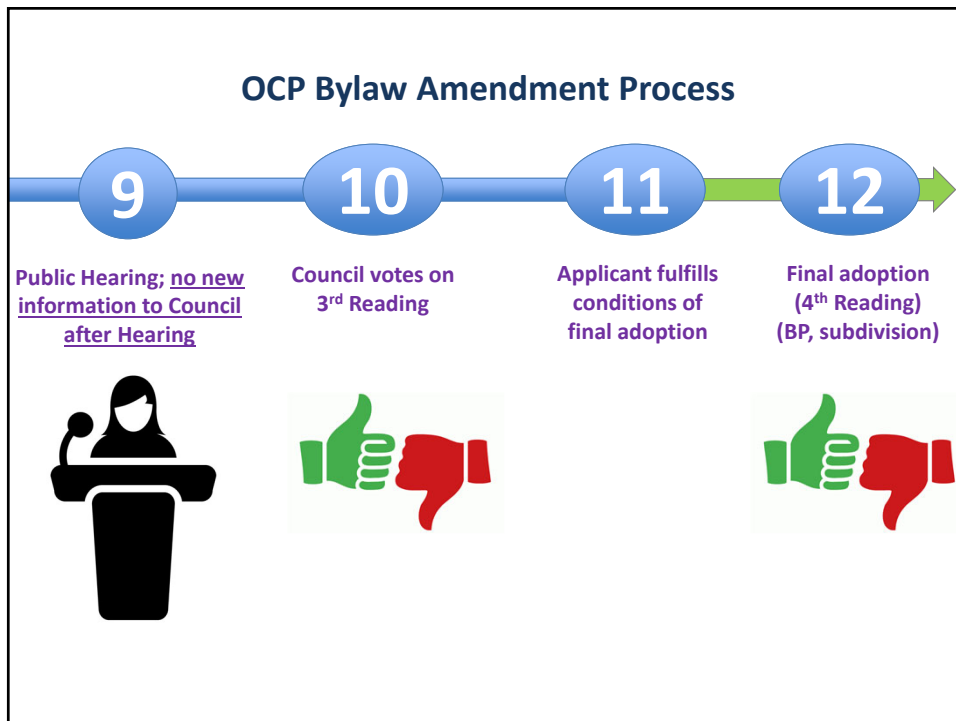 OCP Bylaw Amendment Process
9
10
11
12
Public Hearing; no new
information to Council
after Hearing
Council votes on
3rd Reading
Applicant fulfills
conditions of
final adoption
Final adoption
(4th Reading)
(BP, subdivision)